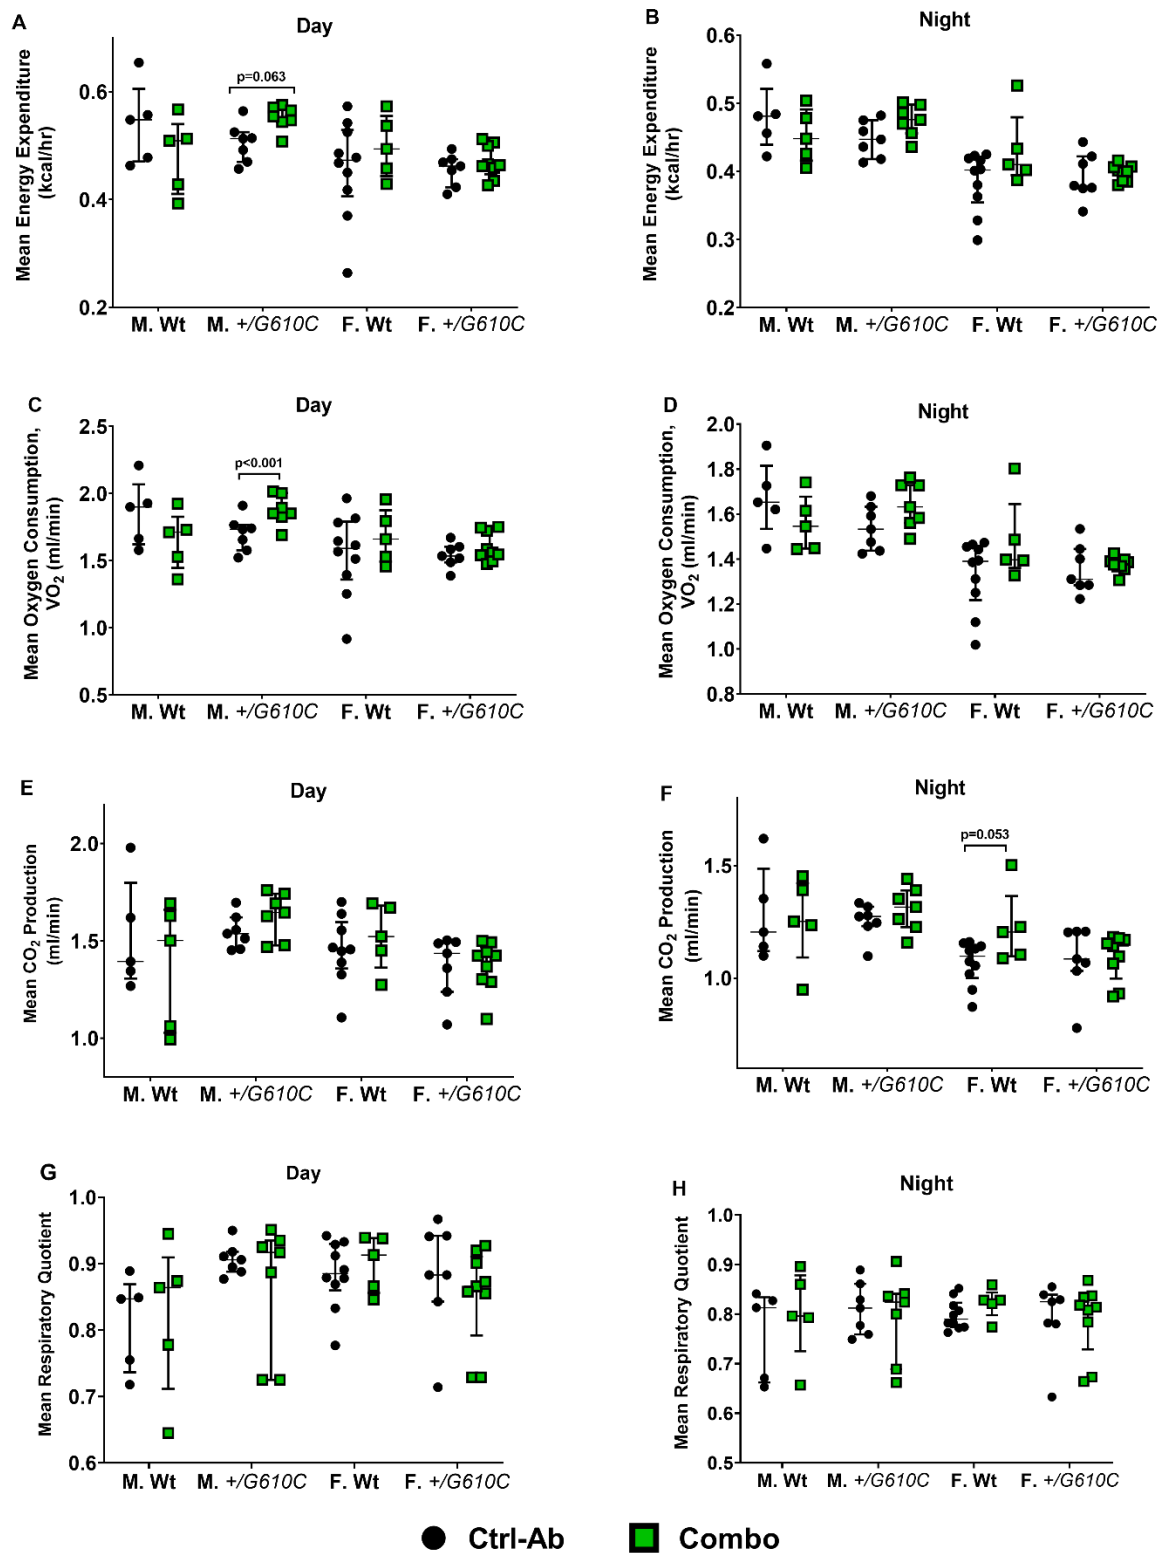 A
Day
Mean Energy Expenditure
(kcal/hr)
0.6
0.4
0.2
p=0.063
M. Wt M. +/G610C F. Wt F. +/G610C
B
Night
Mean Energy Expenditure
(kcal/hr)
0.6
0.5
0.4
0.3
0.2
M. Wt M. +/G610C F. Wt F. +/G610C
C
Day
Mean Oxygen Consumption,
VO2 (ml/min)
2.5
2.0
1.5
1.0
0.5
p<0.001
M. Wt M. +/G610C F. Wt F. +/G610C
D
Night
Mean Oxygen Consumption,
VO2 (ml/min)
2.0
1.8
1.6
1.4
1.2
1.0
0.8
M. Wt M. +/G610C F. Wt F. +/G610C
E
Day
Mean CO2 Production
(ml/min)
2.0
1.5
1.0
M. Wt M. +/G610C F. Wt F. +/G610C
F
Night
Mean CO2 Production
(ml/min)
1.5
1.0
p=0.053
M. Wt M. +/G610C F. Wt F. +/G610C
G
Day
Mean Respiratory Quotient
1.0
0.9
0.8
0.7
0.6
M. Wt M. +/G610C F. Wt F. +/G610C
H
Night
Mean Respiratory Quotient
1.0
0.9
0.8
0.7
0.6
0.5
M. Wt M. +/G610C F. Wt F. +/G610C
Ctrl-Ab Combo